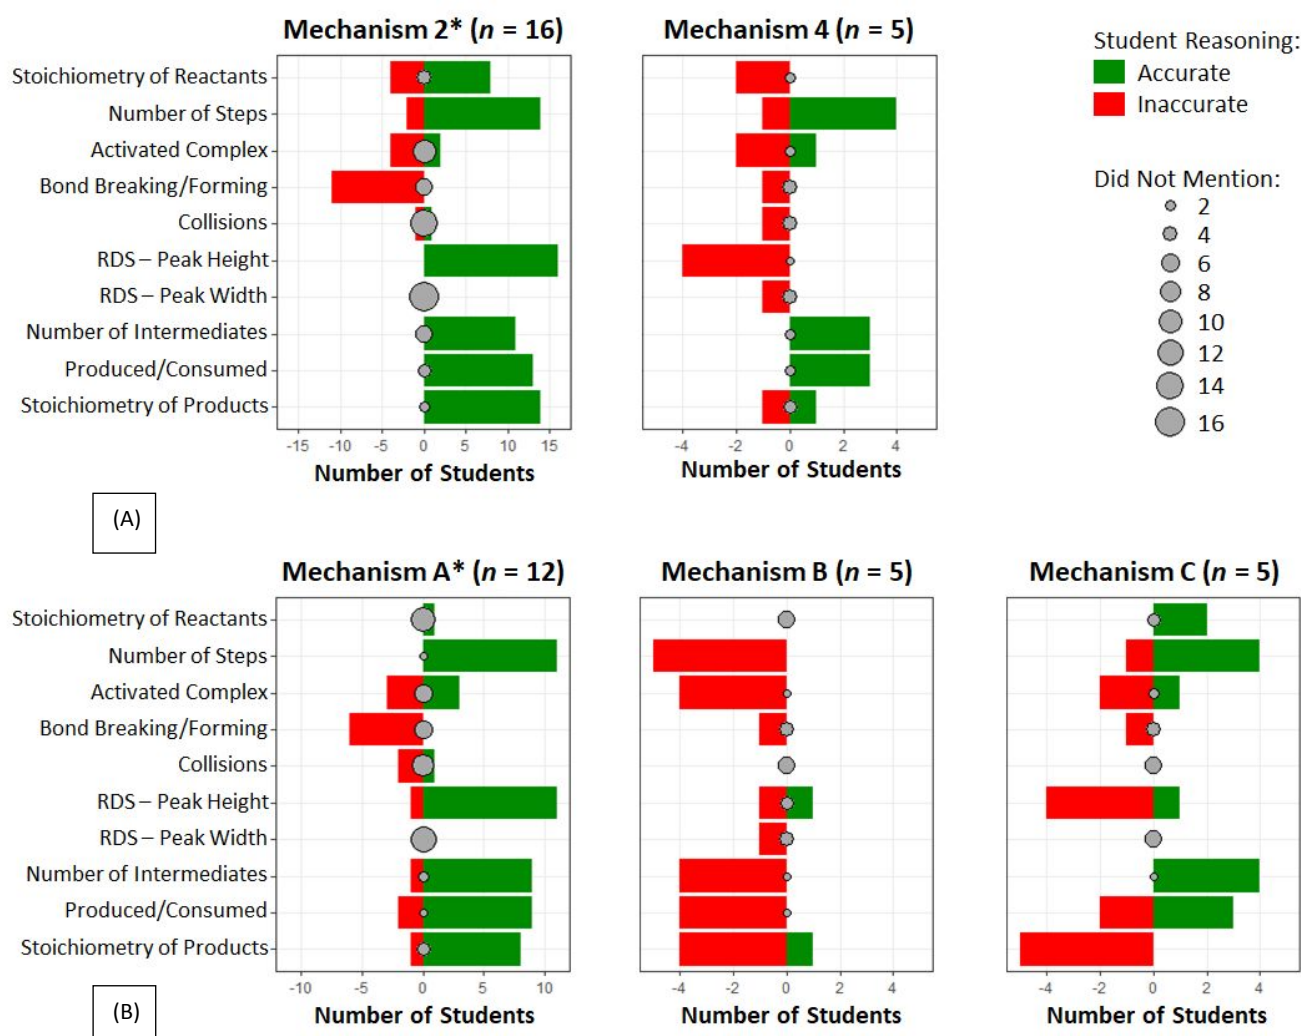 Mechanism 2* (n = 16)
Mechanism 4 (n = 5)
Student Reasoning:
Accurate
Inaccurate
Did Not Mention:
2
4
6
8
10
12
14
16
Stoichiometry of Reactants
Number of Steps
Activated Complex
Bond Breaking/Forming
Collisions
RDS – Peak Height
RDS – Peak Width
Number of Intermediates
Produced/Consumed
Stoichiometry of Products
-15 -10 -5 0 5 10 15
-4 -2 0 2 4
Number of Students
Number of Students
(A)
Mechanism A* (n = 12)
Mechanism B (n = 5)
Mechanism C (n = 5)
Stoichiometry of Reactants
Number of Steps
Activated Complex
Bond Breaking/Forming
Collisions
RDS – Peak Height
RDS – Peak Width
Number of Intermediates
Produced/Consumed
Stoichiometry of Products
-10 -5 0 5 10
-4 -2 0 2 4
-4 -2 0 2 4
Number of Students
Number of Students
Number of Students
(B)